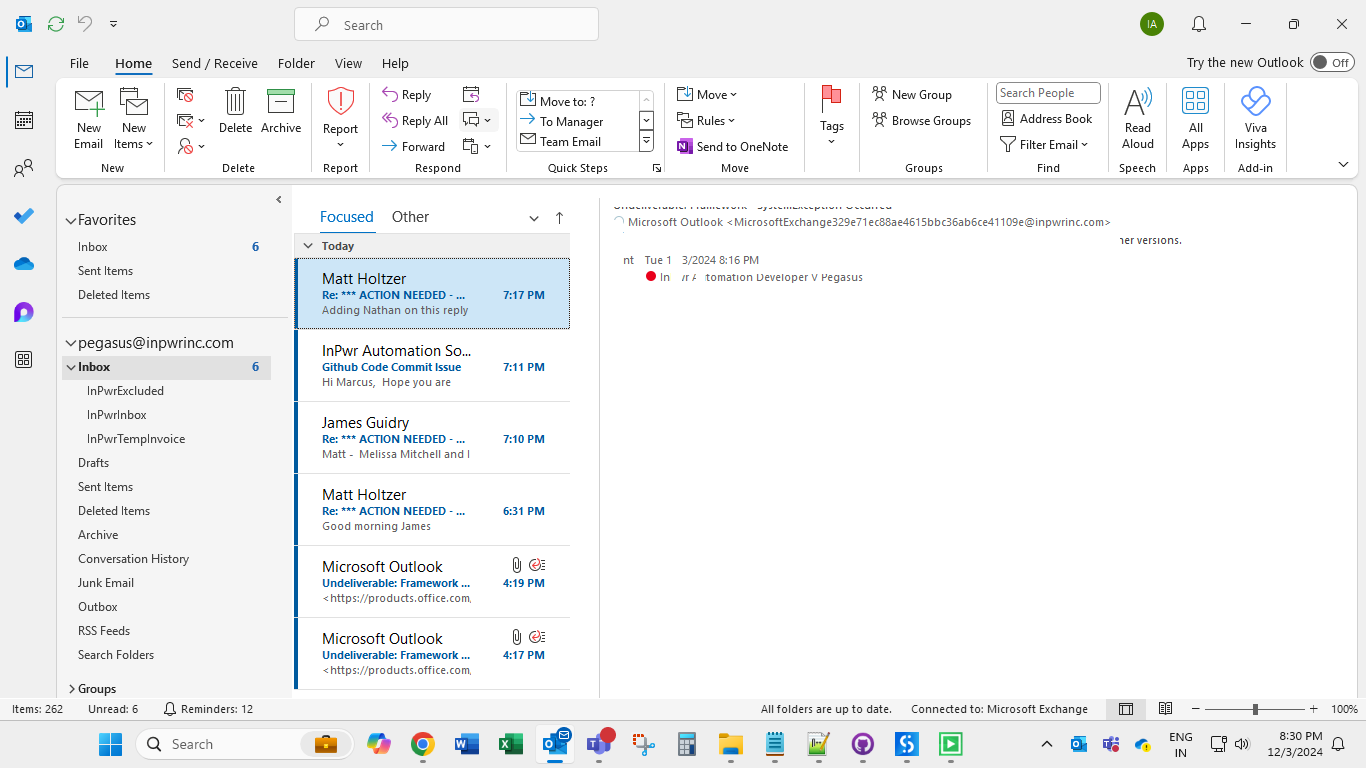 Search
IA
File Home Send / Receive Folder View Help
Try the new Outlook Off
New Email
New Items
Delete
Archive
Report
Reply
Reply All
Forward
Move to: ?
To Manager
Team Email
Move
Rules
Send to OneNote
Tags
New Group
Browse Groups
Search People
Address Book
Filter Email
Read Aloud
All Apps
Viva Insights
New Delete Report Respond Quick Steps Move Groups Find Speech Apps Add-in
Favorites
Inbox 6
Sent Items
Deleted Items
pegasus@inpwrinc.com
Inbox 6
InPwrExcluded
InPwrInbox
InPwrTempInvoice
Drafts
Sent Items
Deleted Items
Archive
Conversation History
Junk Email
Outbox
RSS Feeds
Search Folders
Groups
Focused Other
Today
Matt Holtzer
Re: *** ACTION NEEDED - ... 7:17 PM
Adding Nathan on this reply
InPwr Automation So...
Github Code Commit Issue 7:11 PM
Hi Marcus, Hope you are
James Guidry
Re: *** ACTION NEEDED - ... 7:10 PM
Matt - Melissa Mitchell and I
Matt Holtzer
Re: *** ACTION NEEDED - ... 6:31 PM
Good morning James
Microsoft Outlook
Undeliverable: Framework ... 4:19 PM
<https://products.office.com,
Microsoft Outlook
Undeliverable: Framework ... 4:17 PM
<https://products.office.com,
Undeliverable: Framework - SystemException Occurred
Microsoft Outlook <MicrosoftExchange329e71ec88ae4615bbc36ab6ce41109e@inpwrinc.com>
her versions.
nt Tue 1 3/2024 8:16 PM
In r A tomation Developer V Pegasus
Items: 262 Unread: 6 Reminders: 12 All folders are up to date. Connected to: Microsoft Exchange 100%
Search
ENG
IN
8:30 PM
12/3/2024